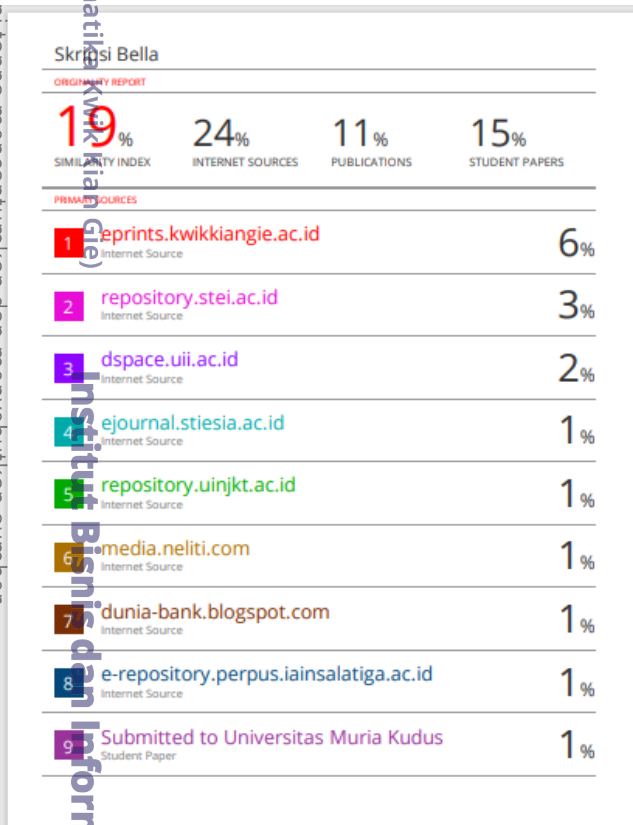 Skripsi Bella
ORIGINALITY REPORT
19%
SIMILARITY INDEX
24%
INTERNET SOURCES
11%
PUBLICATIONS
15%
STUDENT PAPERS
PRIMARY SOURCES
1 eprints.kwikkiangie.ac.id 6%
Internet Source
2 repository.stei.ac.id 3%
Internet Source
3 dspace.uii.ac.id 2%
Internet Source
4 ejournal.stiesia.ac.id 1%
Internet Source
5 repository.uinjkt.ac.id 1%
Internet Source
6 media.neliti.com 1%
Internet Source
7 dunia-bank.blogspot.com 1%
Internet Source
8 e-repository.perpus.iainsalatiga.ac.id 1%
Internet Source
9 Submitted to Universitas Muria Kudus 1%
Student Paper
atika Kwik Kian Gie)
Institut Bisnis dan Inform